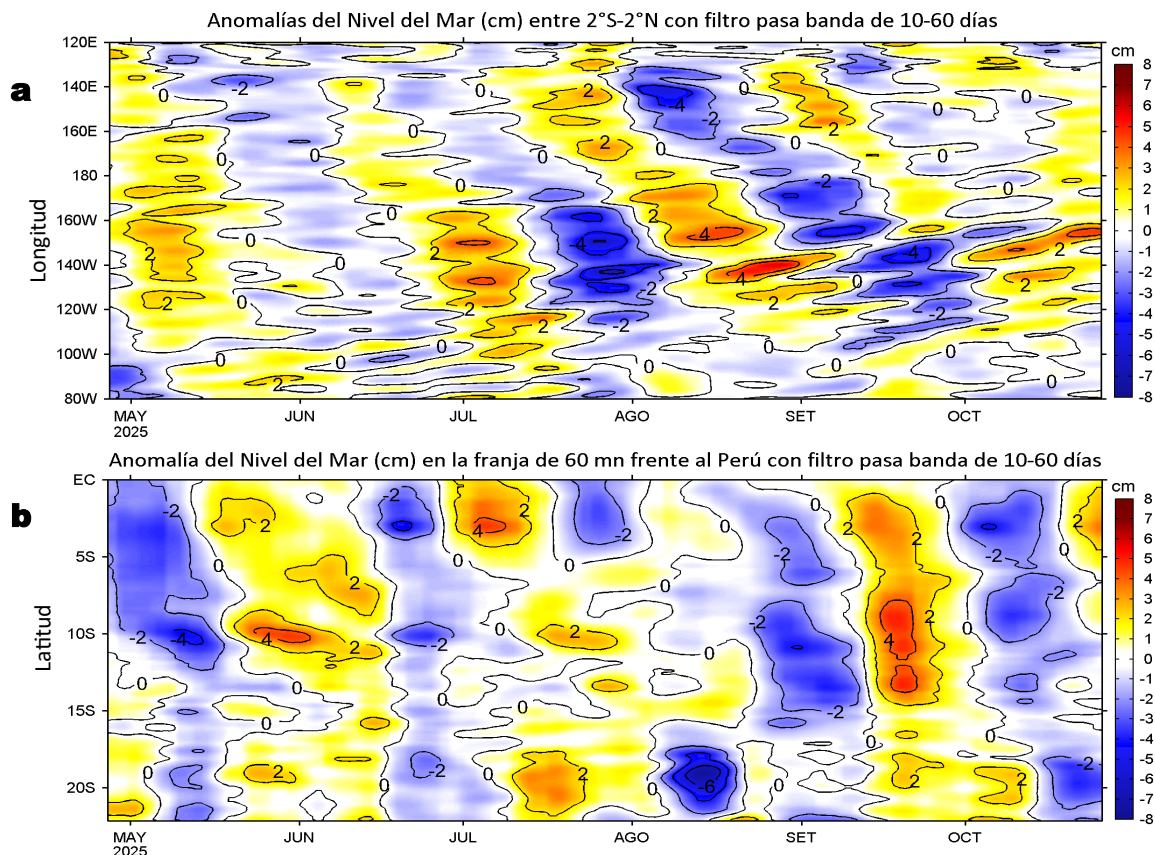 Anomalías del Nivel del Mar (cm) entre 2°S-2°N con filtro pasa banda de 10-60 días
a
Longitud
120E
140E
160E
180
160W
140W
120W
100W
80W
MAY
2025
JUN
JUL
AGO
SET
OCT
cm
8
7
6
5
4
3
2
1
0
-0
-1
-2
-3
-4
-5
-6
-7
-8
Anomalía del Nivel del Mar (cm) en la franja de 60 mn frente al Perú con filtro pasa banda de 10-60 días
b
Latitud
EC
5S
10S
15S
20S
MAY
2025
JUN
JUL
AGO
SET
OCT
cm
8
7
6
5
4
3
2
1
0
-0
-1
-2
-3
-4
-5
-6
-7
-8